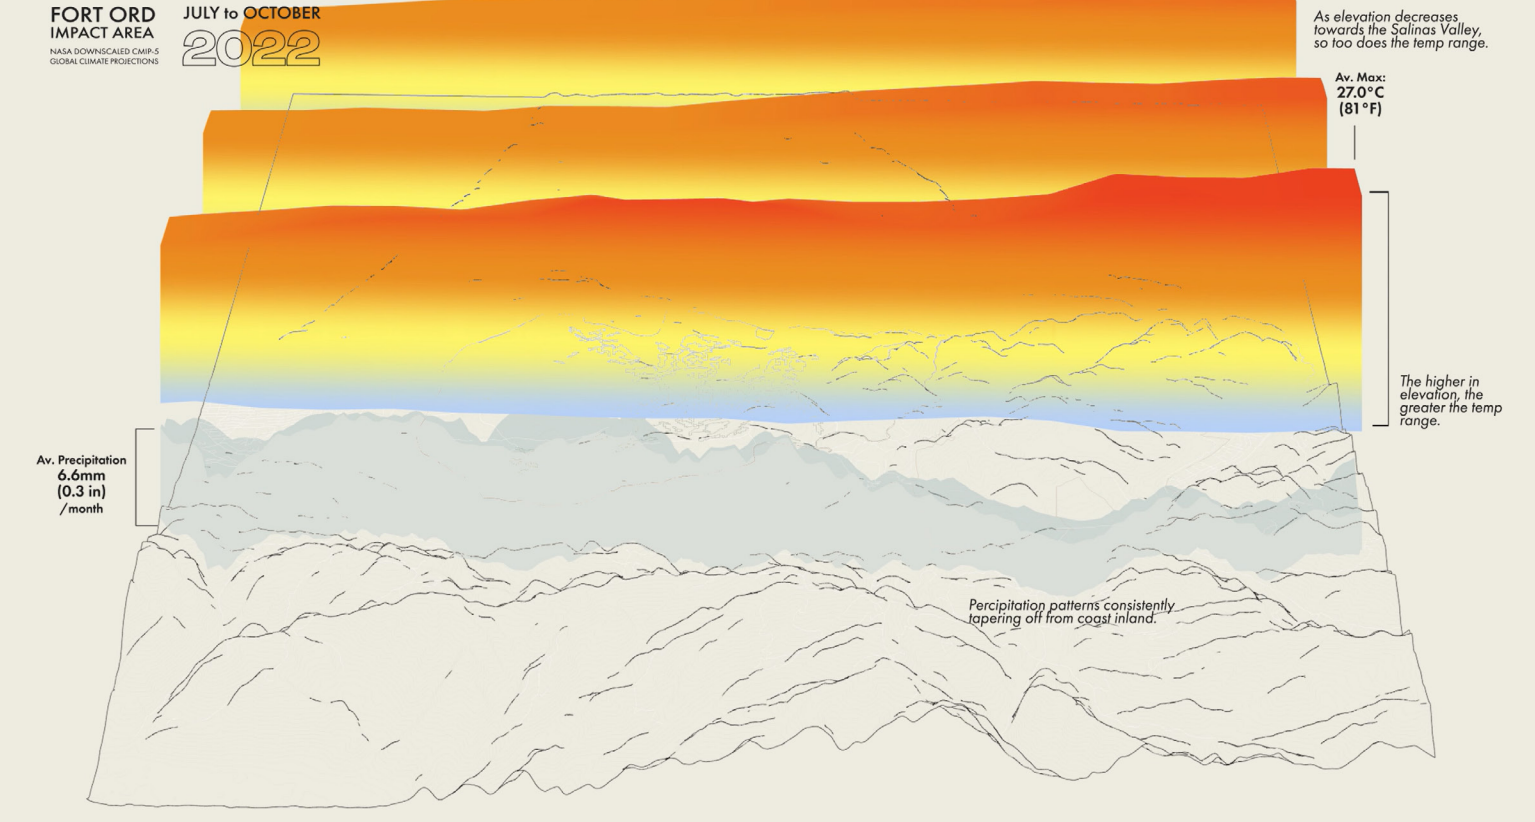 FORT ORD
IMPACT AREA
NASA DOWNSCALED CMIP-5
GLOBAL CLIMATE PROJECTIONS
JULY to OCTOBER
2022
As elevation decreases
towards the Salinas Valley,
so too does the temp range.
Av. Max:
27.0°C
(81°F)
The higher in
elevation, the
greater the temp
range.
Av. Precipitation
6.6mm
(0.3 in)
/month
Percipitation patterns consistently
tapering off from coast inland.